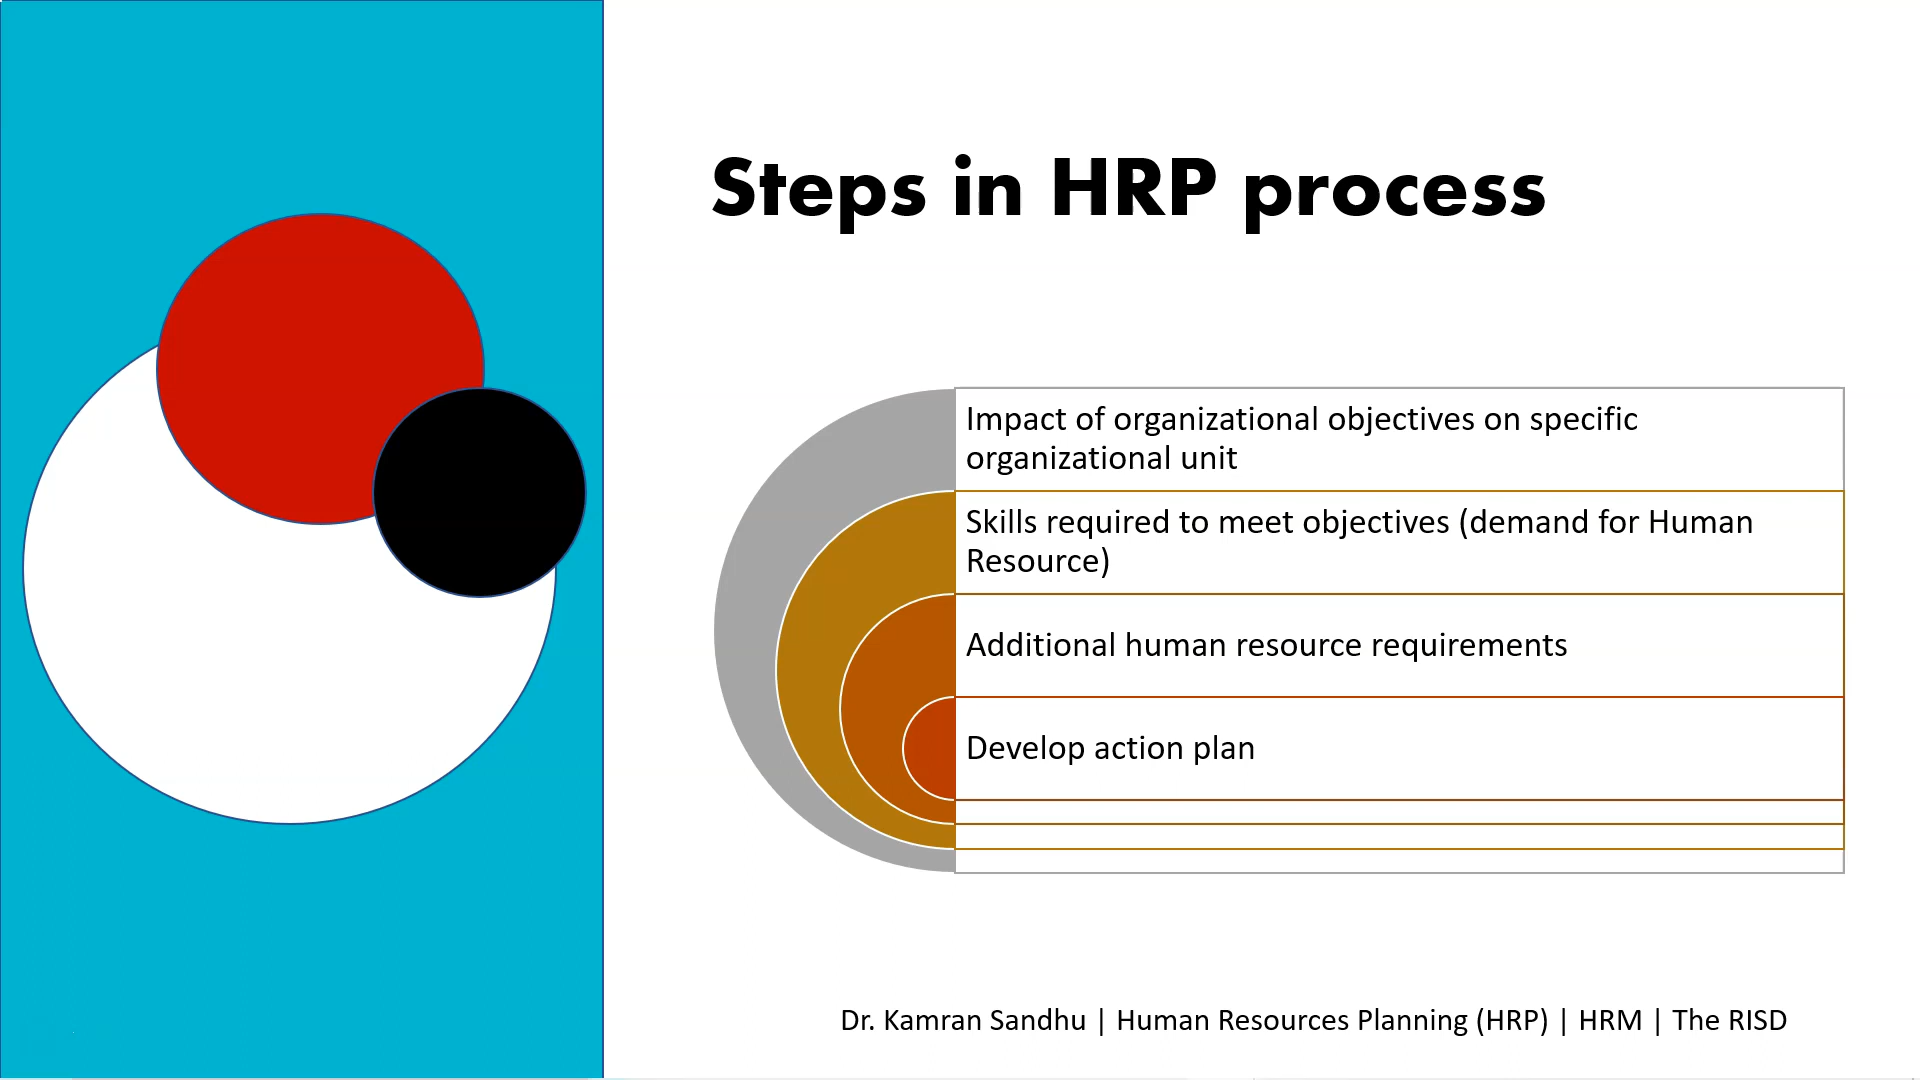 Steps in HRP process
Impact of organizational objectives on specific
organizational unit
Skills required to meet objectives (demand for Human
Resource)
Additional human resource requirements
Develop action plan
Dr. Kamran Sandhu | Human Resources Planning (HRP) | HRM | The RISD